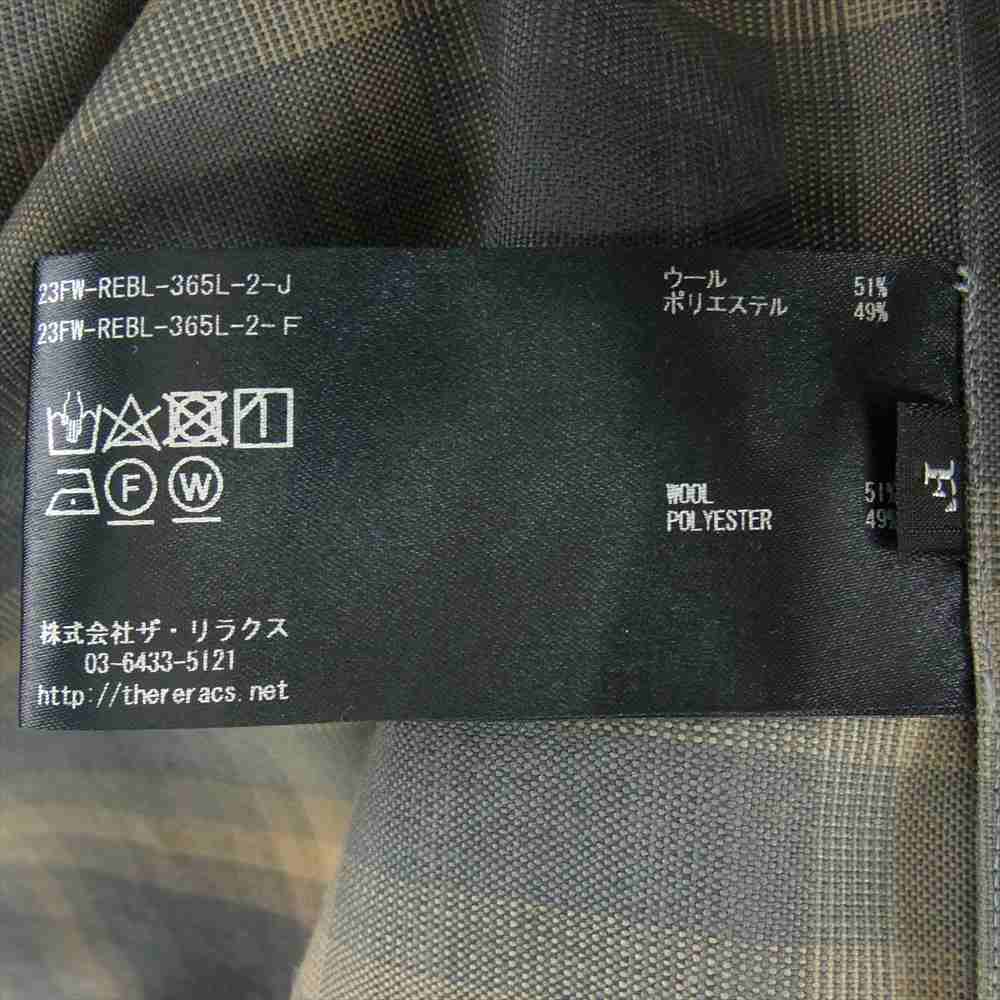 23FW-REBL-365L-2-J
23FW-REBL-365L-2-F
ウール 51%
ポリエステル 49%
F W
WOOL 51%
POLYESTER 49%
株式会社ザ・リラクス
03-6433-5121
http://thereracs.net